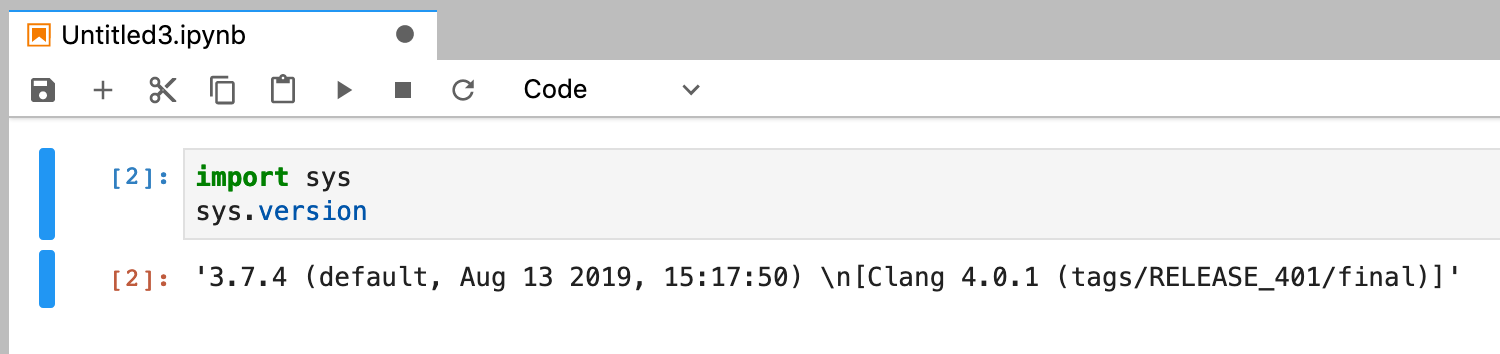 Untitled3.ipynb
Code
[2]: import sys
sys.version
[2]: '3.7.4 (default, Aug 13 2019, 15:17:50) \n[Clang 4.0.1 (tags/RELEASE_401/final)]'